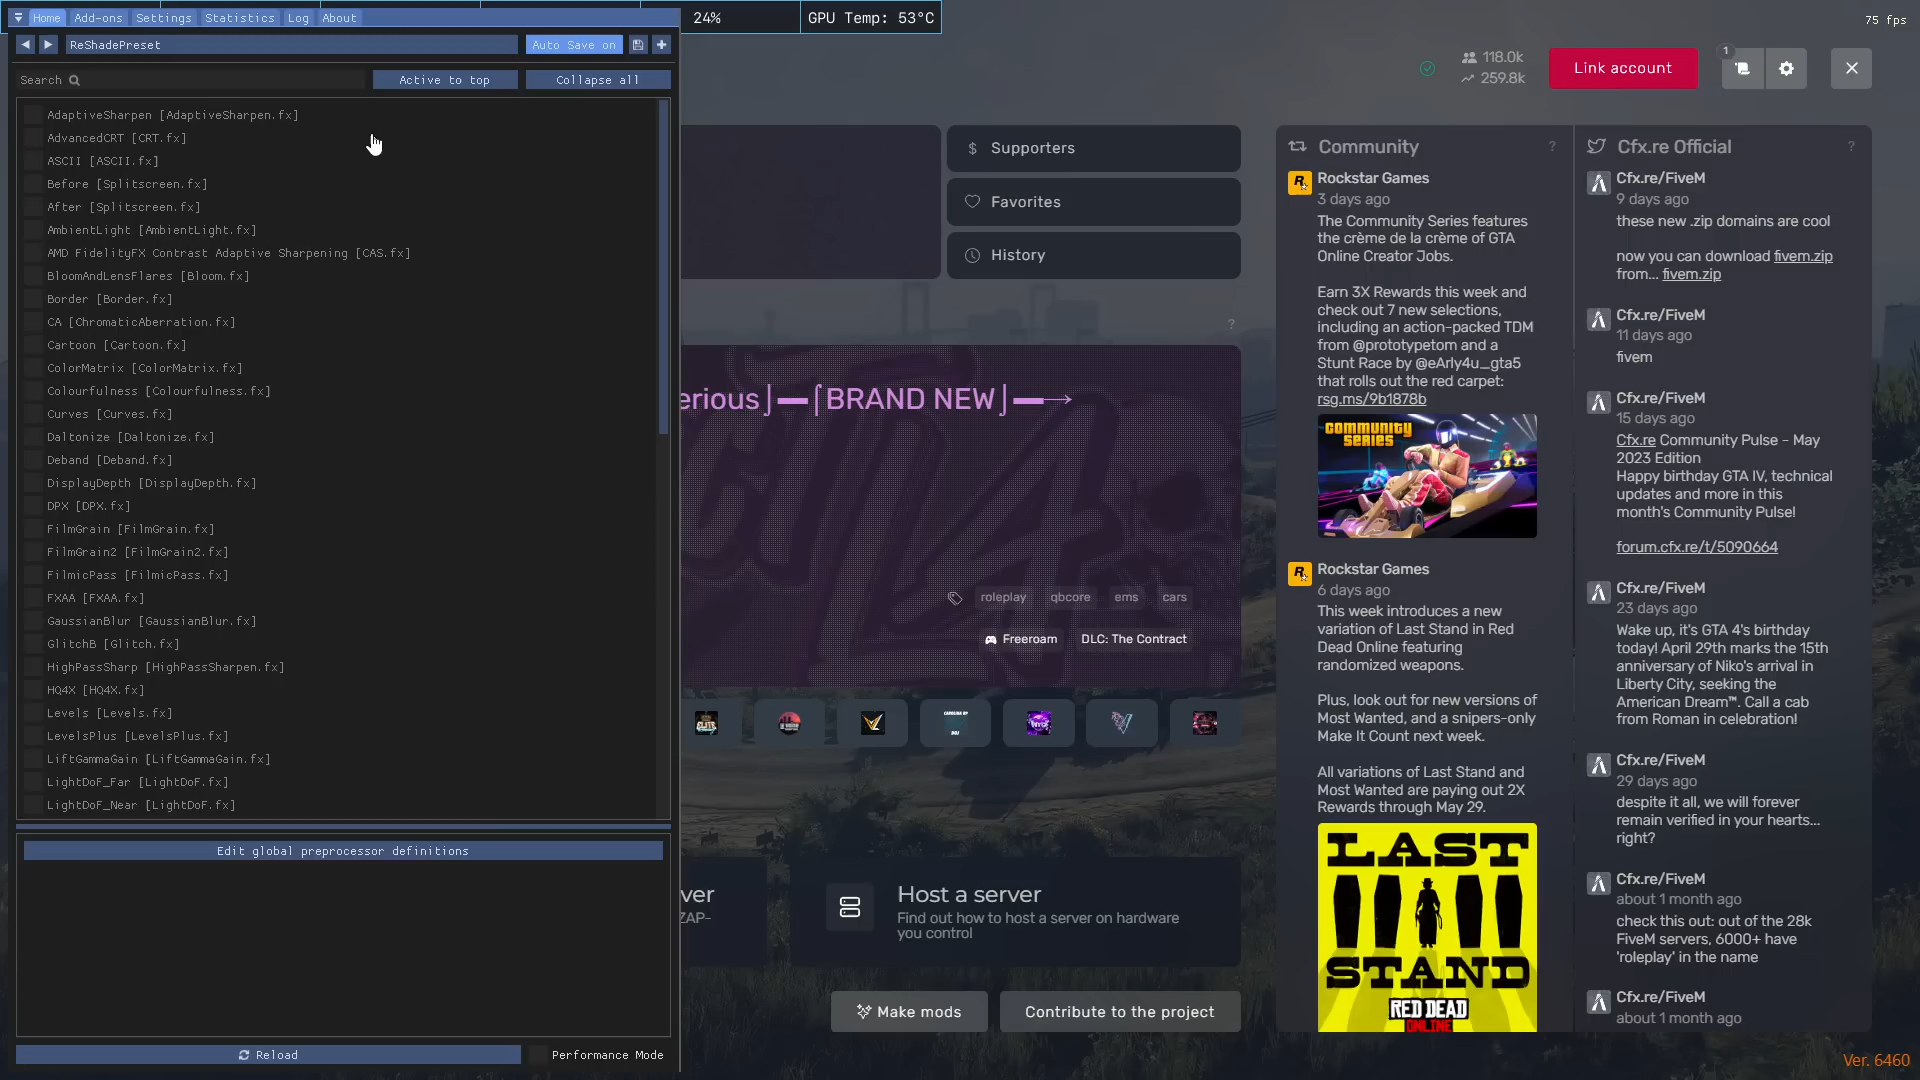 Home
Add-ons
Settings
Statistics
Log
About
24%
GPU Temp: 53°C
75 fps
ReShadePreset
Auto Save on
Search
Active to top
Collapse all
AdaptiveSharpen [AdaptiveSharpen.fx]
AdvancedCRT [CRT.fx]
ASCII [ASCII.fx]
Before [Splitscreen.fx]
After [Splitscreen.fx]
AmbientLight [AmbientLight.fx]
AMD FidelityFX Contrast Adaptive Sharpening [CAS.fx]
BloomAndLensFlares [Bloom.fx]
Border [Border.fx]
CA [ChromaticAberration.fx]
Cartoon [Cartoon.fx]
ColorMatrix [ColorMatrix.fx]
Colourfulness [Colourfulness.fx]
Curves [Curves.fx]
Daltonize [Daltonize.fx]
Deband [Deband.fx]
DisplayDepth [DisplayDepth.fx]
DPX [DPX.fx]
FilmGrain [FilmGrain.fx]
FilmGrain2 [FilmGrain2.fx]
FilmicPass [FilmicPass.fx]
FXAA [FXAA.fx]
GaussianBlur [GaussianBlur.fx]
GlitchB [Glitch.fx]
HighPassSharp [HighPassSharpen.fx]
HQ4X [HQ4X.fx]
Levels [Levels.fx]
LevelsPlus [LevelsPlus.fx]
LiftGammaGain [LiftGammaGain.fx]
LightDoF_Far [LightDoF.fx]
LightDoF_Near [LightDoF.fx]
Edit global preprocessor definitions
Reload
Performance Mode
118.0k
259.8k
Link account
1
Supporters
Favorites
History
?
erious⌡━⌠BRAND NEW⌡━→
roleplay
qbcore
ems
cars
Freeroam
DLC: The Contract
ver
ZAP-
Host a server
Find out how to host a server on hardware
you control
Make mods
Contribute to the project
Community
?
R
Rockstar Games
3 days ago
The Community Series features
the crème de la crème of GTA
Online Creator Jobs.
Earn 3X Rewards this week and
check out 7 new selections,
including an action-packed TDM
from @prototypetom and a
Stunt Race by @eArly4u_gta5
that rolls out the red carpet:
rsg.ms/9b1878b
COMMUNITY
SERIES
R
Rockstar Games
6 days ago
This week introduces a new
variation of Last Stand in Red
Dead Online featuring
randomized weapons.
Plus, look out for new versions of
Most Wanted, and a snipers-only
Make It Count next week.
All variations of Last Stand and
Most Wanted are paying out 2X
Rewards through May 29.
LAST
STAND
RED DEAD
ONLINE
Cfx.re Official
?
Cfx.re/FiveM
9 days ago
these new .zip domains are cool
now you can download fivem.zip
from... fivem.zip
Cfx.re/FiveM
11 days ago
fivem
Cfx.re/FiveM
15 days ago
Cfx.re Community Pulse - May
2023 Edition
Happy birthday GTA IV, technical
updates and more in this
month's Community Pulse!
forum.cfx.re/t/5090664
Cfx.re/FiveM
23 days ago
Wake up, it's GTA 4's birthday
today! April 29th marks the 15th
anniversary of Niko's arrival in
Liberty City, seeking the
American Dream™. Call a cab
from Roman in celebration!
Cfx.re/FiveM
29 days ago
despite it all, we will forever
remain verified in your hearts...
right?
Cfx.re/FiveM
about 1 month ago
check this out: out of the 28k
FiveM servers, 6000+ have
'roleplay' in the name
Cfx.re/FiveM
about 1 month ago
Ver. 6460